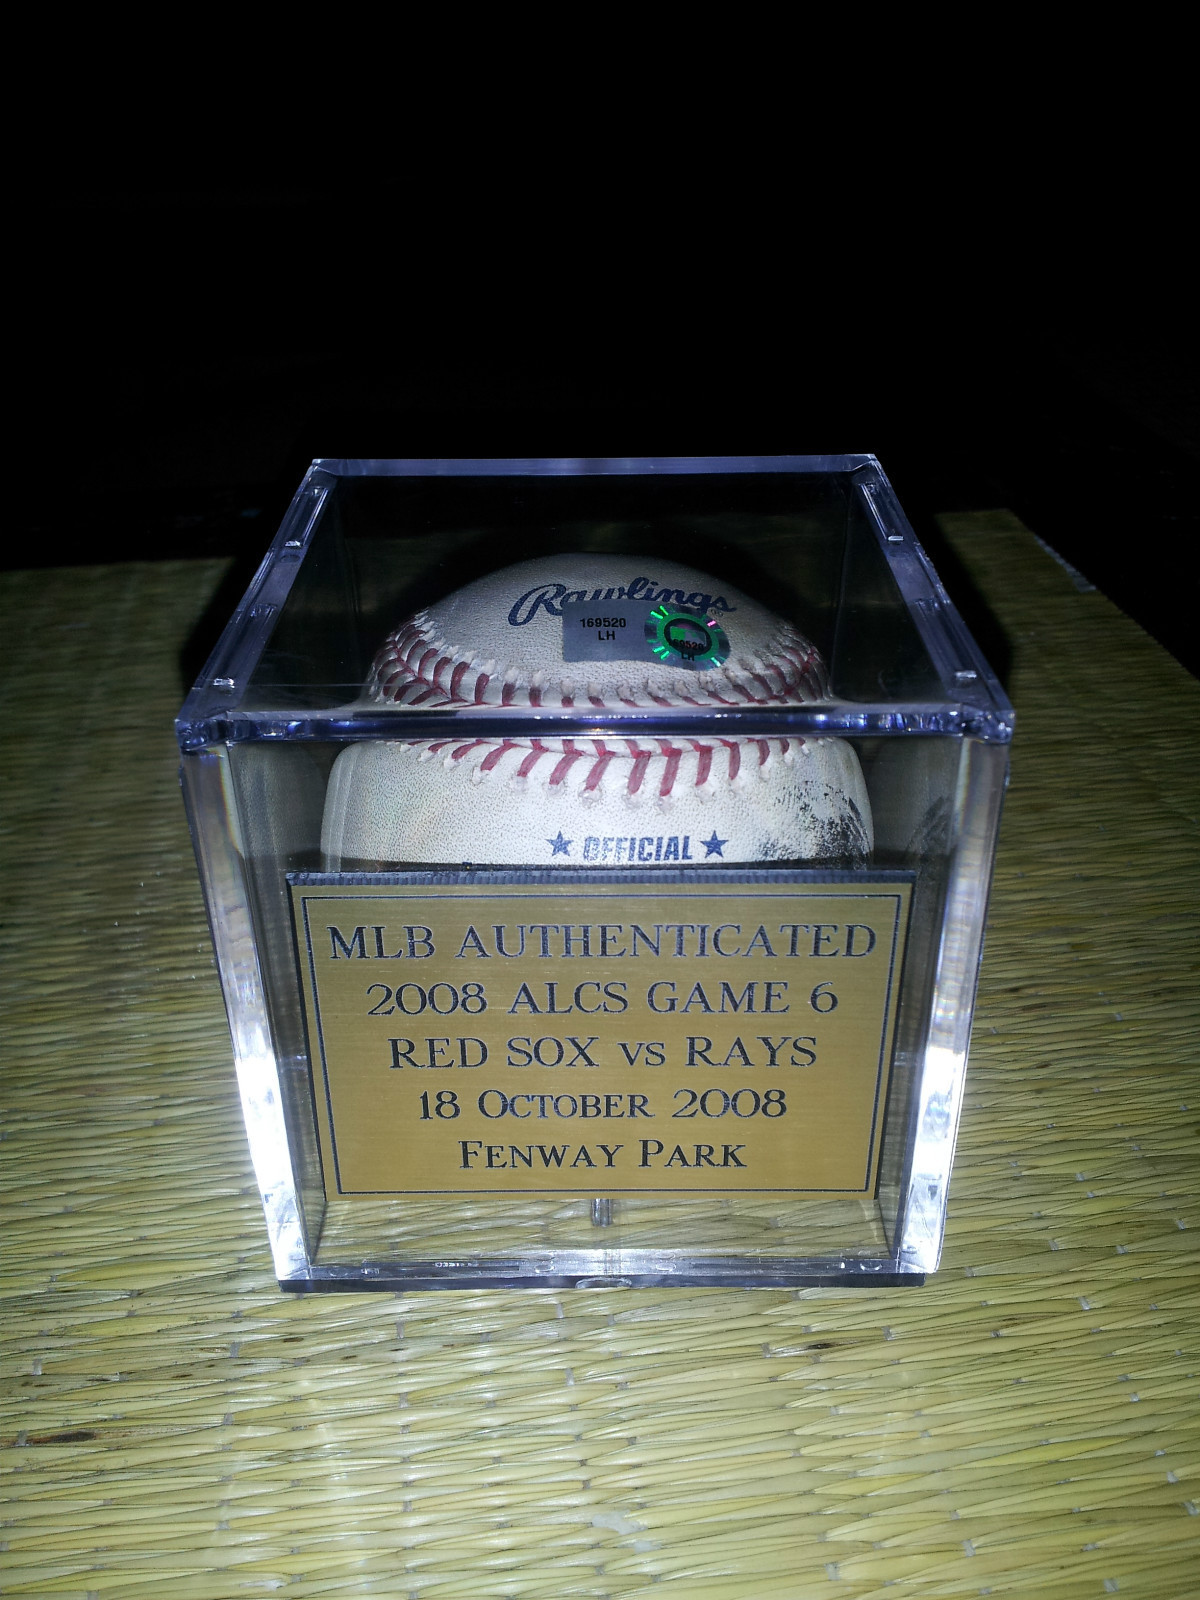 Rawlings
169520
LH
★ OFFICIAL ★
MLB AUTHENTICATED
2008 ALCS GAME 6
RED SOX vs RAYS
18 OCTOBER 2008
FENWAY PARK